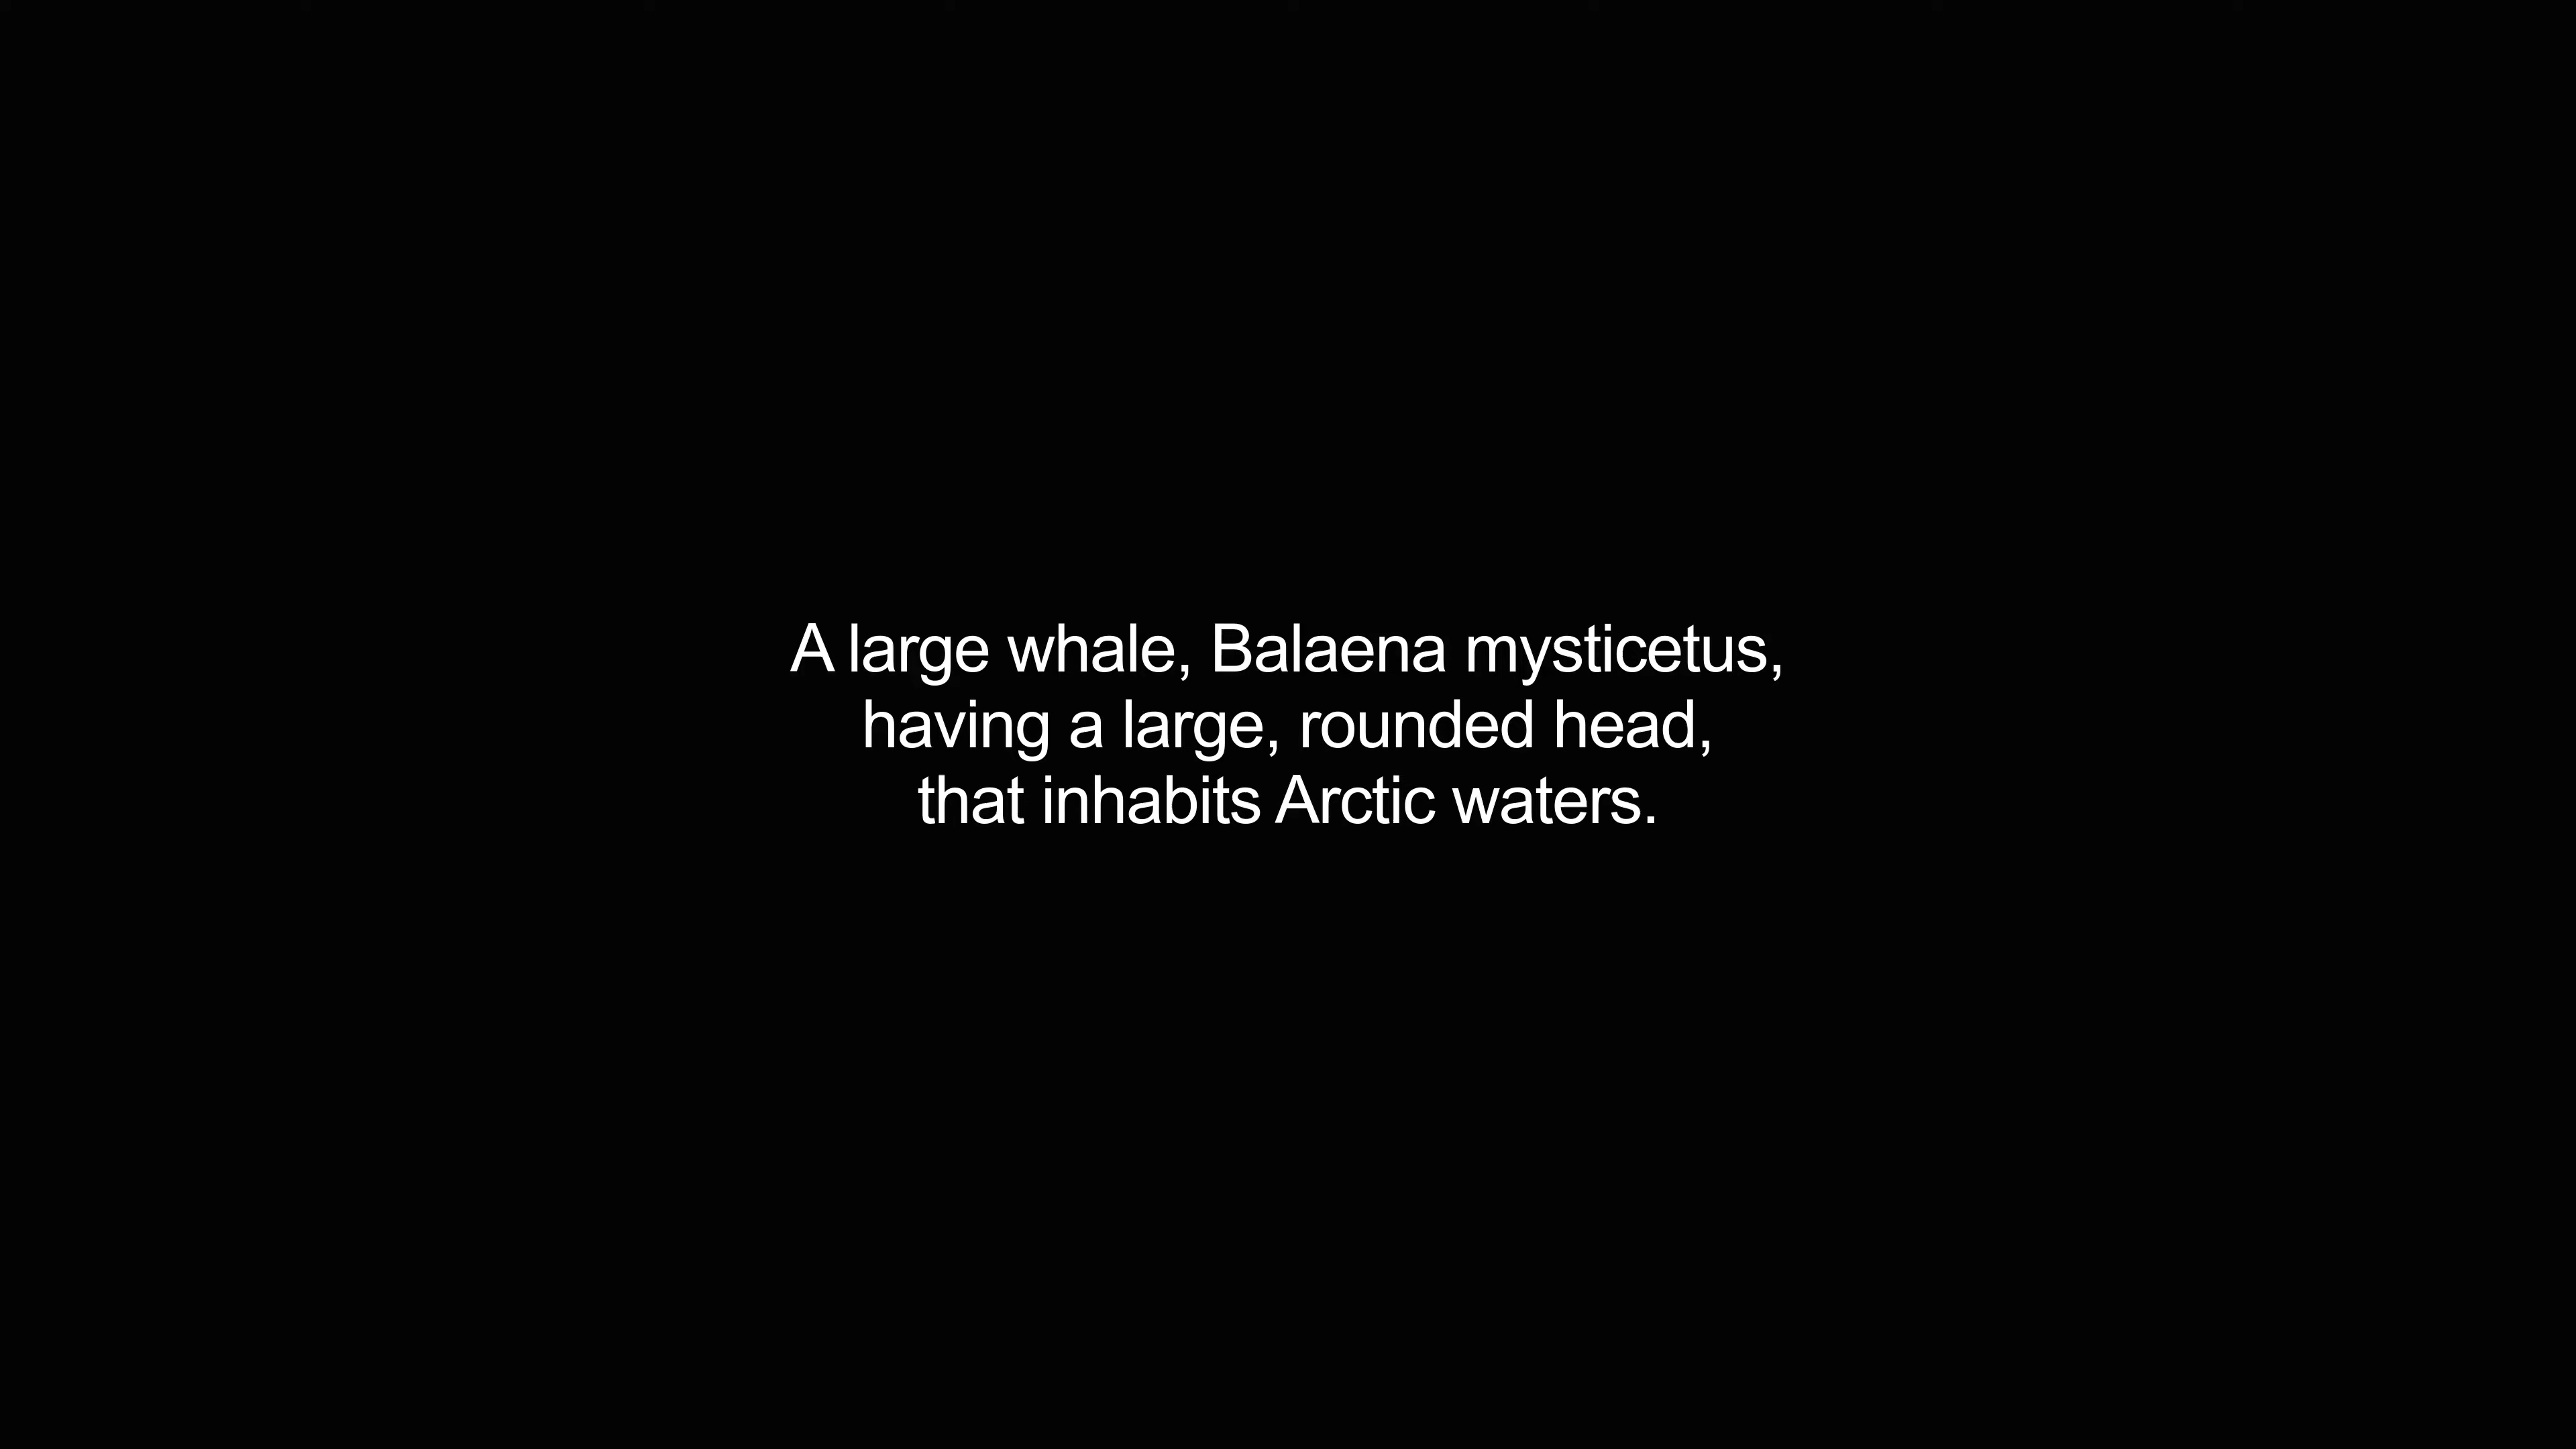 A large whale, Balaena mysticetus,
having a large, rounded head,
that inhabits Arctic waters.